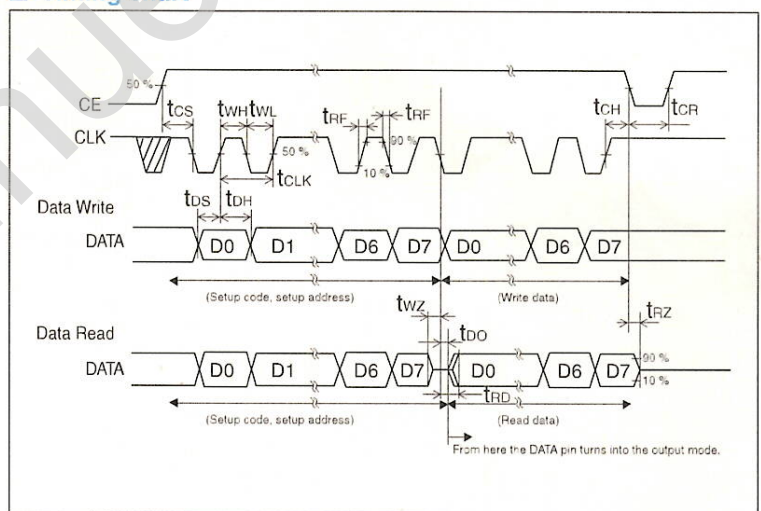 50 %
CE
tCS
tWH
tWL
tRF
tRF
tCH
tCR
CLK
50 %
90 %
10 %
tCLK
Data Write
tDS
tDH
DATA
D0
D1
D6
D7
D0
D6
D7
(Setup code, setup address)
(Write data)
tWZ
tRZ
Data Read
tDO
DATA
D0
D1
D6
D7
D0
D6
D7
90 %
10 %
tRD
(Setup code, setup address)
(Read data)
From here the DATA pin turns into the output mode.